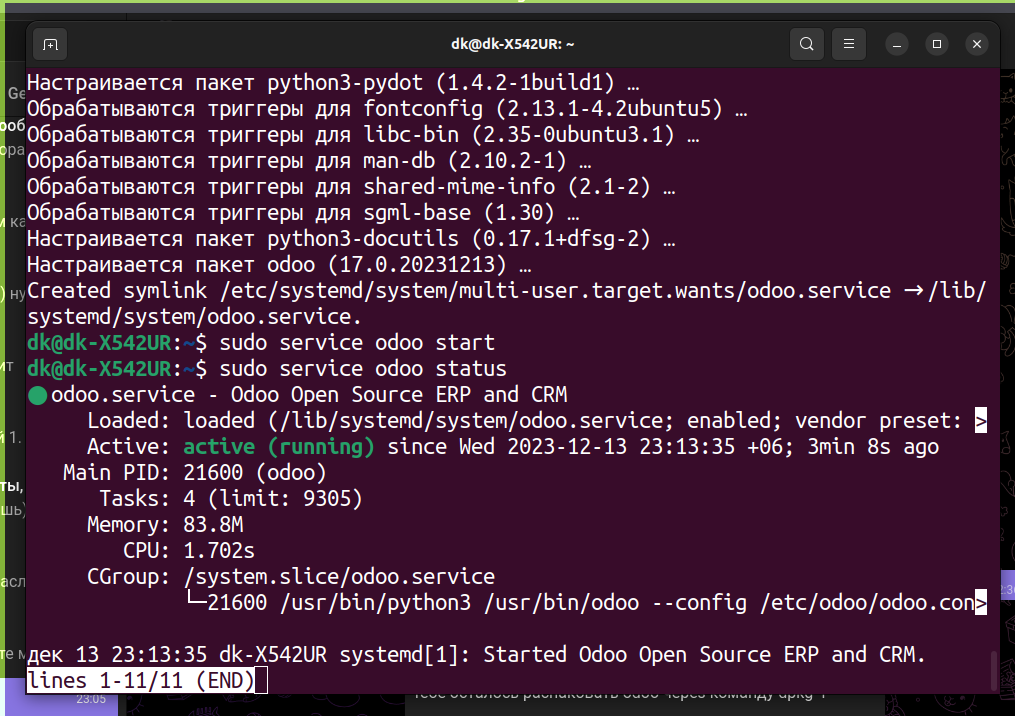 dk@dk-X542UR: ~
Настраивается пакет python3-pydot (1.4.2-1build1) …
Обрабатываются триггеры для fontconfig (2.13.1-4.2ubuntu5) …
Обрабатываются триггеры для libc-bin (2.35-0ubuntu3.1) …
Обрабатываются триггеры для man-db (2.10.2-1) …
Обрабатываются триггеры для shared-mime-info (2.1-2) …
Обрабатываются триггеры для sgml-base (1.30) …
Настраивается пакет python3-docutils (0.17.1+dfsg-2) …
Настраивается пакет odoo (17.0.20231213) …
Created symlink /etc/systemd/system/multi-user.target.wants/odoo.service → /lib/
systemd/system/odoo.service.
dk@dk-X542UR:~$ sudo service odoo start
dk@dk-X542UR:~$ sudo service odoo status
● odoo.service - Odoo Open Source ERP and CRM
Loaded: loaded (/lib/systemd/system/odoo.service; enabled; vendor preset: >
Active: active (running) since Wed 2023-12-13 23:13:35 +06; 3min 8s ago
Main PID: 21600 (odoo)
Tasks: 4 (limit: 9305)
Memory: 83.8M
CPU: 1.702s
CGroup: /system.slice/odoo.service
└─21600 /usr/bin/python3 /usr/bin/odoo --config /etc/odoo/odoo.con>
дек 13 23:13:35 dk-X542UR systemd[1]: Started Odoo Open Source ERP and CRM.
lines 1-11/11 (END)
23:05